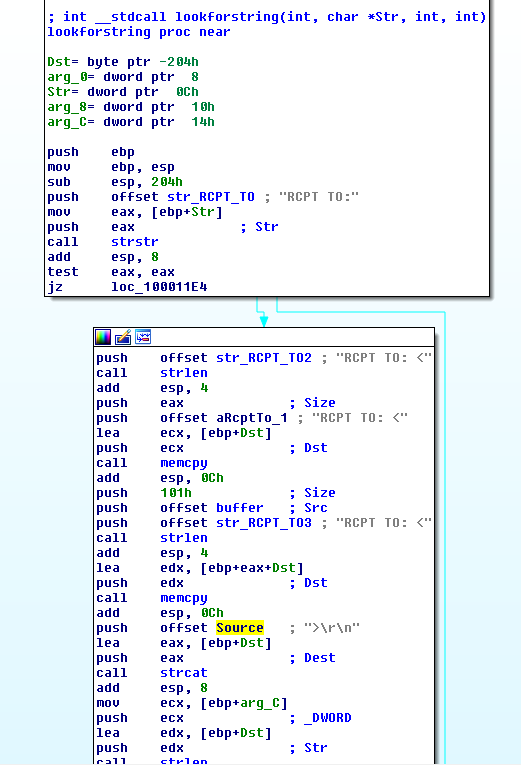 ; int __stdcall lookforstring(int, char *Str, int, int)
lookforstring proc near
Dst= byte ptr -204h
arg_0= dword ptr  8
Str= dword ptr  0Ch
arg_8= dword ptr  10h
arg_C= dword ptr  14h
push    ebp
mov     ebp, esp
sub     esp, 204h
push    offset str_RCPT_TO ; "RCPT TO:"
mov     eax, [ebp+Str]
push    eax             ; Str
call    strstr
add     esp, 8
test    eax, eax
jz      loc_100011E4
push    offset str_RCPT_TO2 ; "RCPT TO: <"
call    strlen
add     esp, 4
push    eax             ; Size
push    offset aRcptTo_1 ; "RCPT TO: <"
lea     ecx, [ebp+Dst]
push    ecx             ; Dst
call    memcpy
add     esp, 0Ch
push    101h            ; Size
push    offset buffer   ; Src
push    offset str_RCPT_TO3 ; "RCPT TO: <"
call    strlen
add     esp, 4
lea     edx, [ebp+eax+Dst]
push    edx             ; Dst
call    memcpy
add     esp, 0Ch
push    offset Source   ; ">\r\n"
lea     eax, [ebp+Dst]
push    eax             ; Dest
call    strcat
add     esp, 8
mov     ecx, [ebp+arg_C]
push    ecx             ; _DWORD
lea     edx, [ebp+Dst]
push    edx             ; Str
call    strlen